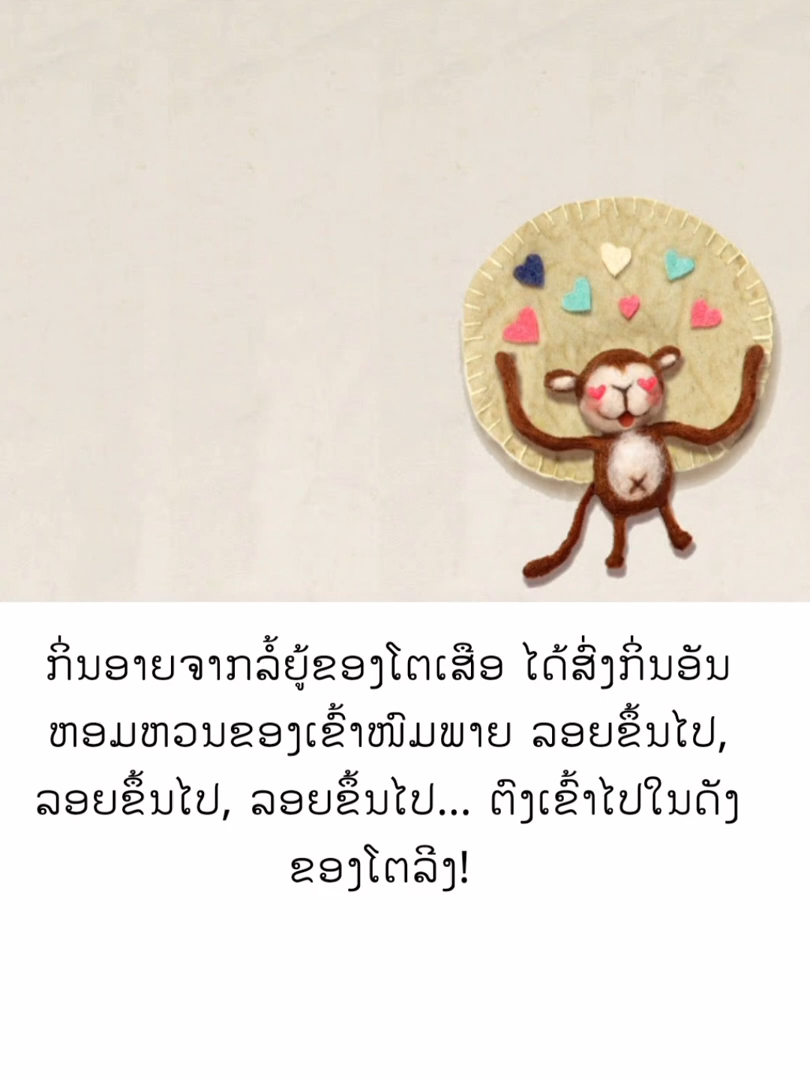 ກິ່ນອາຍຈາກລໍ້ຍູ້ຂອງໂຕເສືອ ໄດ້ສົ່ງກິ່ນອັນ
ຫອມຫວນຂອງເຂົ້າໜົມພາຍ ລອຍຂຶ້ນໄປ,
ລອຍຂຶ້ນໄປ, ລອຍຂຶ້ນໄປ... ຕົງເຂົ້າໄປໃນດັງ
ຂອງໂຕລີງ!